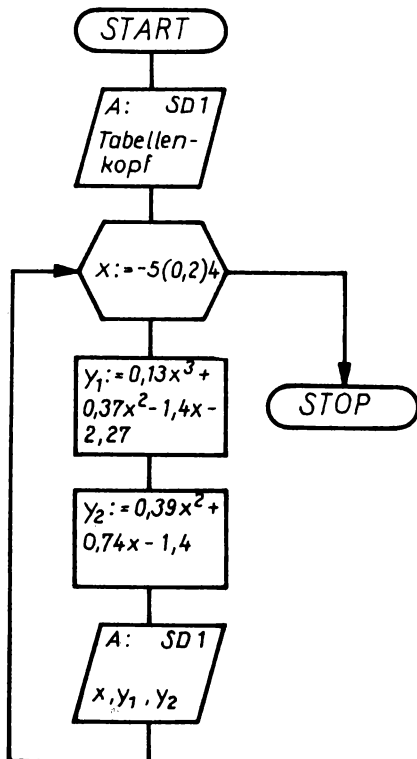 START
A: SD1
Tabellen-
kopf
x:=-5(0,2)4
y₁:=0,13x³+
0,37x²-1,4x-
2,27
STOP
y₂:=0,39x²+
0,74x-1,4
A: SD1
x,y₁,y₂